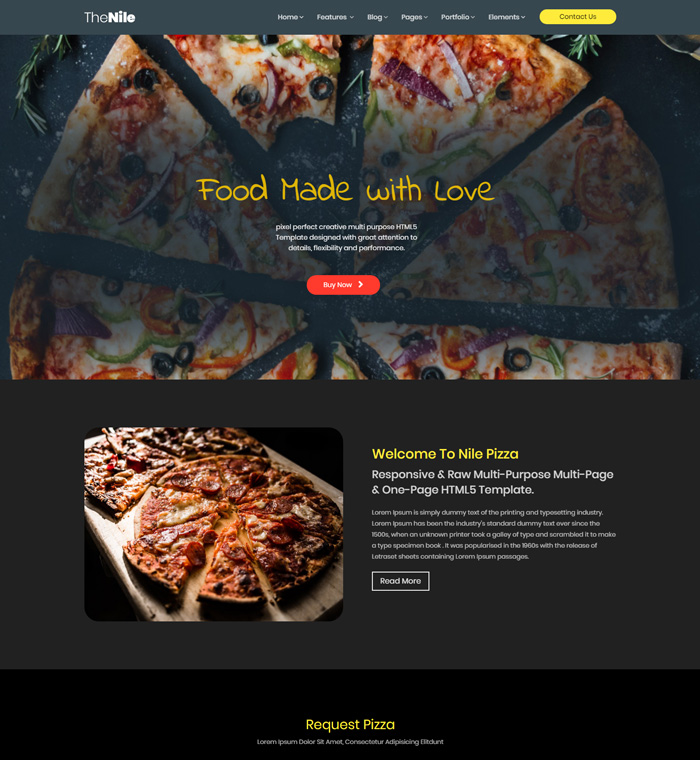 TheNile
Home Features Blog Pages Portfolio Elements Contact Us
Food Made with Love
pixel perfect creative multi purpose HTML5
Template designed with great attention to
details, flexibility and performance.
Buy Now
Welcome To Nile Pizza
Responsive & Raw Multi-Purpose Multi-Page
& One-Page HTML5 Template.
Lorem Ipsum is simply dummy text of the printing and typesetting industry.
Lorem Ipsum has been the industry's standard dummy text ever since the
1500s, when an unknown printer took a galley of type and scrambled it to make
a type specimen book . It was popularised in the 1960s with the release of
Letraset sheets containing Lorem Ipsum passages.
Read More
Request Pizza
Lorem Ipsum Dolor Sit Amet, Consectetur Adipisicing Elitdunt